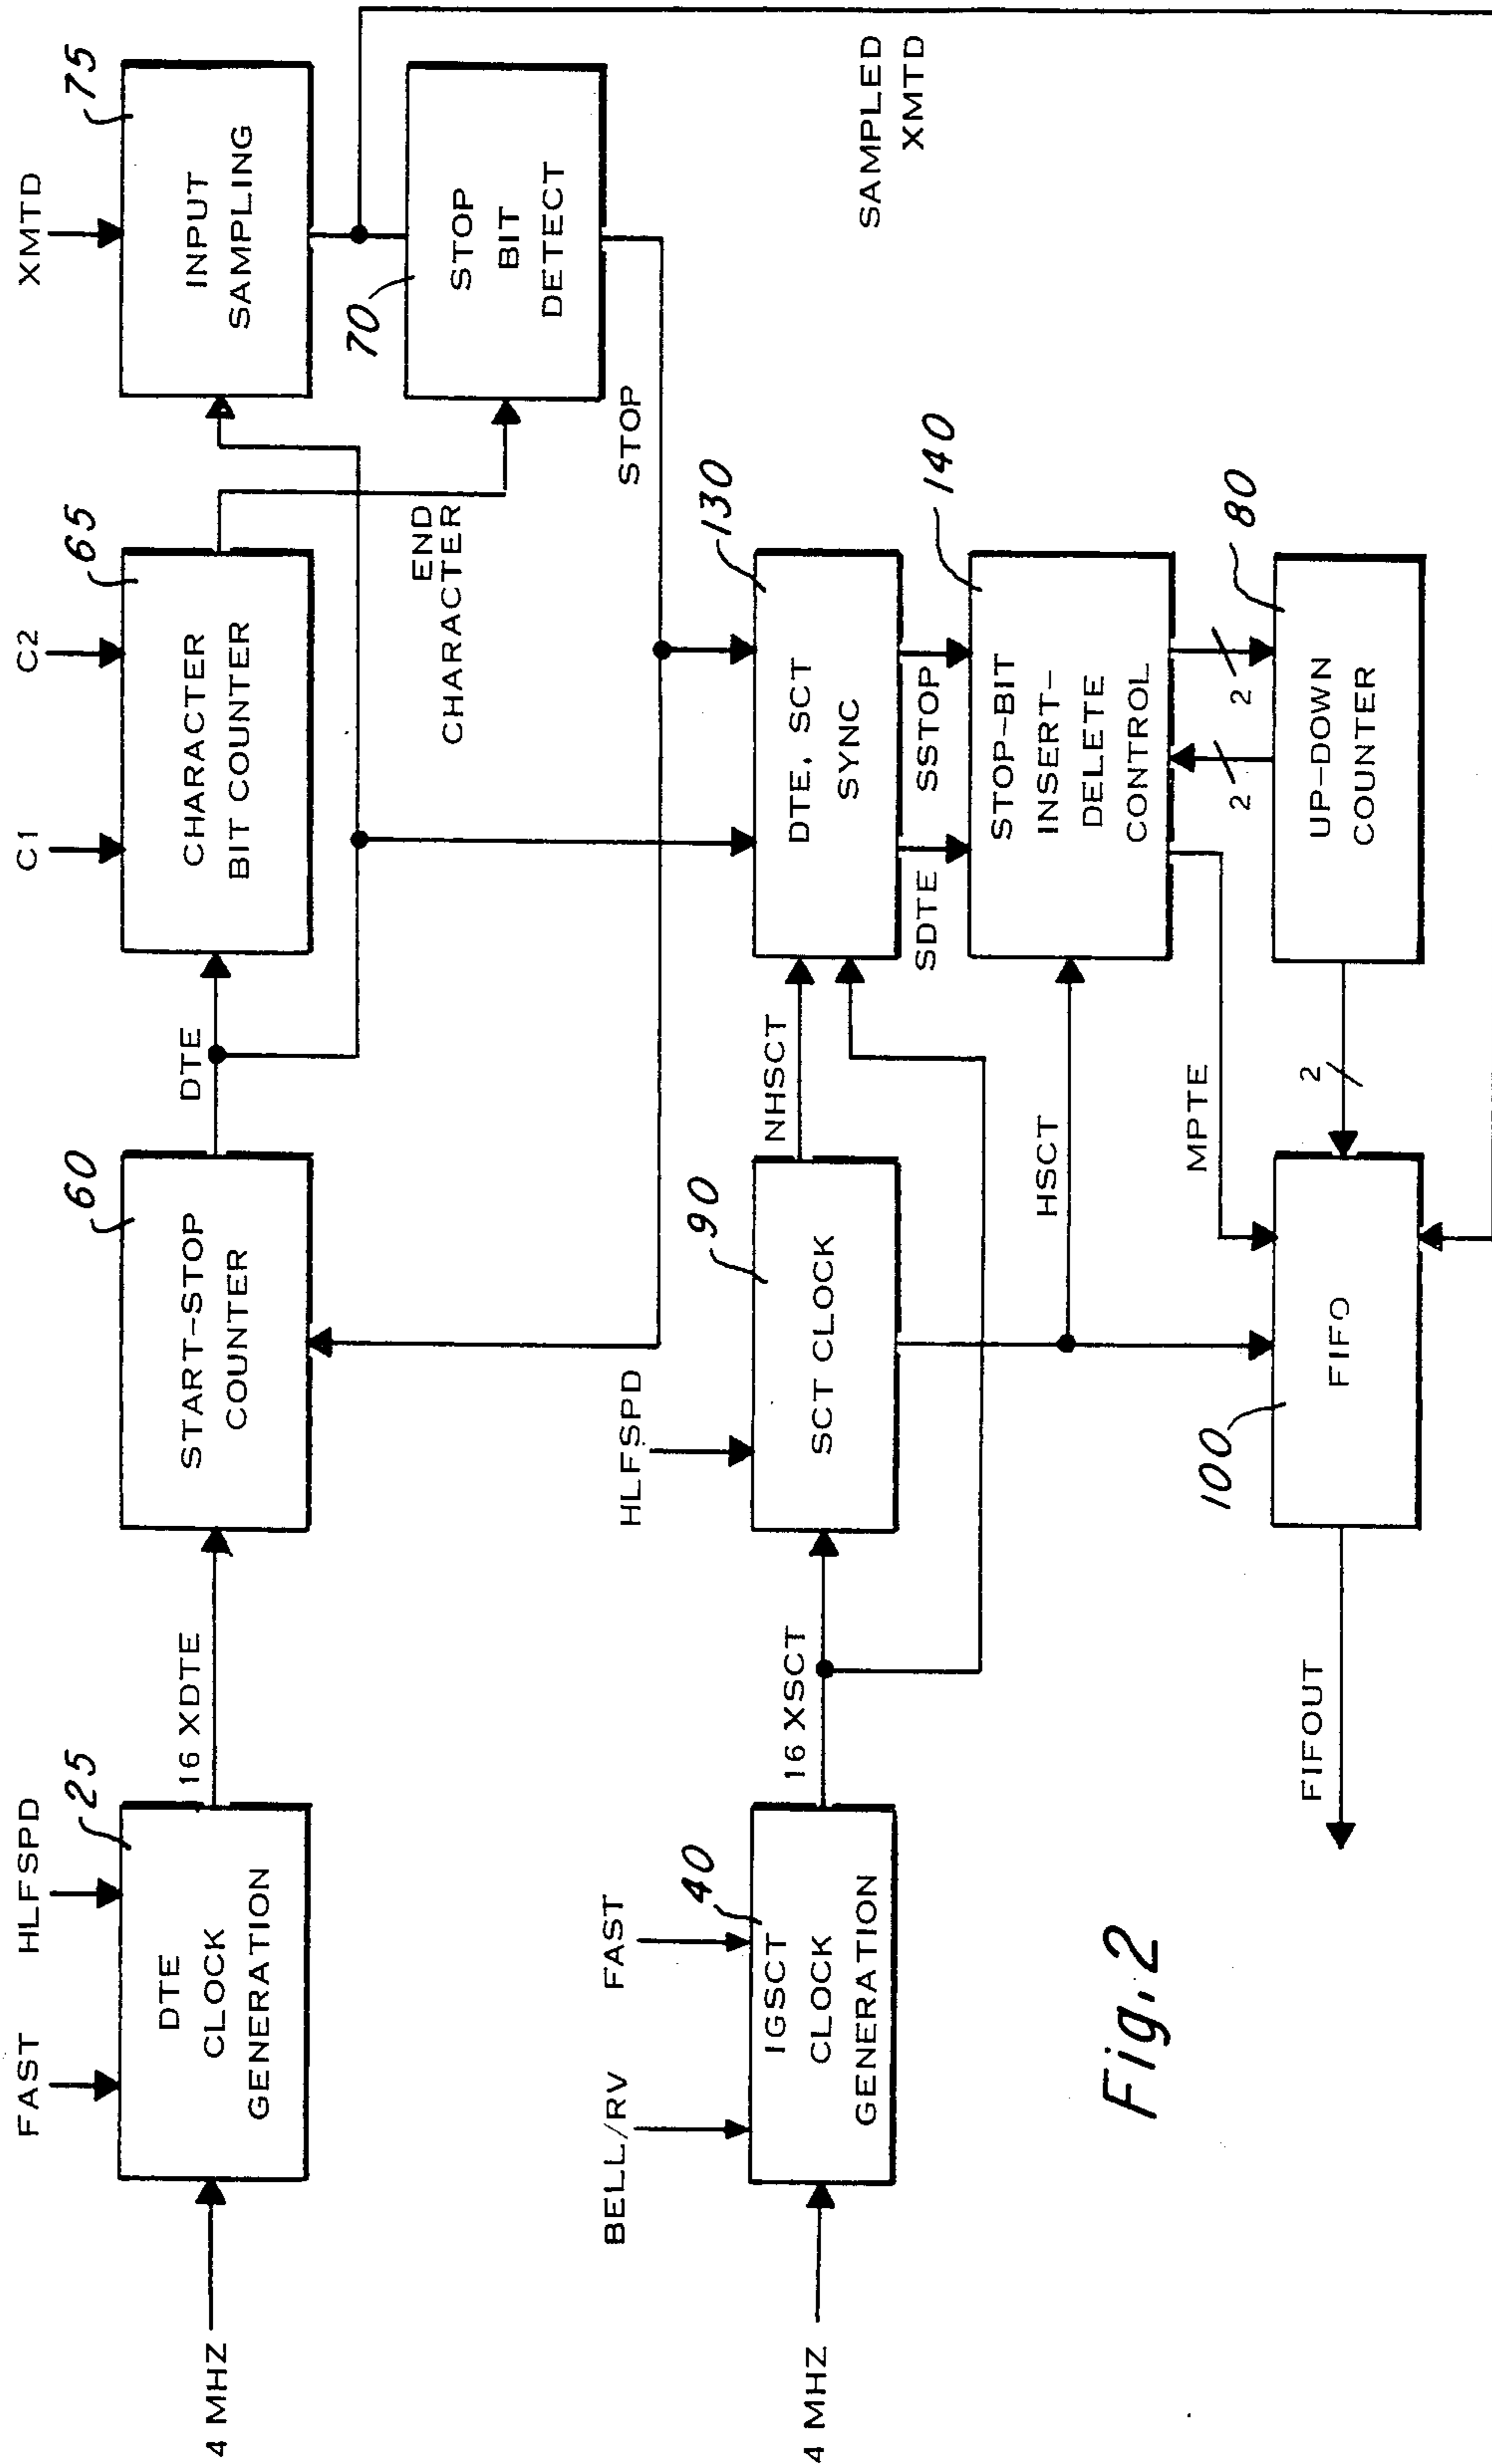 FAST
HLFSPD
25
4 MHZ
DTE
CLOCK
GENERATION
16 XDTE
60
START-STOP
COUNTER
DTE
C1
C2
65
CHARACTER
BIT COUNTER
XMTD
75
INPUT
SAMPLING
70
STOP
BIT
DETECT
END
CHARACTER
STOP
SAMPLED
XMTD
BELL/RV
FAST
40
4 MHZ
IGSCT
CLOCK
GENERATION
16 XSCT
HLFSPD
90
SCT CLOCK
NHSCT
HSCT
130
DTE, SCT
SYNC
SDTE
SSTOP
140
STOP-BIT
INSERT-
DELETE
CONTROL
MPTE
2
2
80
UP-DOWN
COUNTER
2
100
FIFO
FIFOUT
Fig. 2